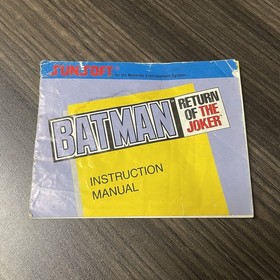 SUNSOFT
for the Nintendo Entertainment System
BATMAN
RETURN
OF THE
JOKER
INSTRUCTION
MANUAL